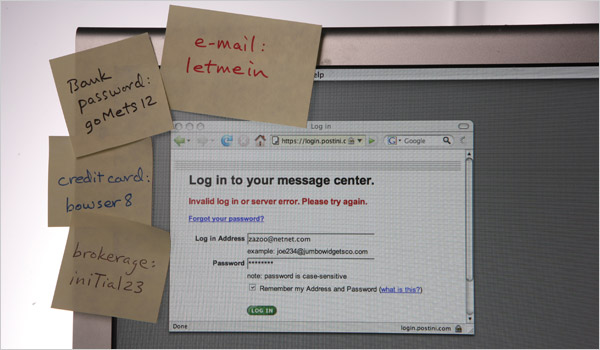 e-mail:
letmein
Bank
password:
goMets12
credit card:
bowser8
brokerage:
iniTial23
elp
Log in
https://login.postini.c
Google
Log in to your message center.
Invalid log in or server error. Please try again.
Forgot your password?
Log in Address zazoo@netnet.com
example: joe234@jumbowidgetsco.com
Password ********
note: password is case-sensitive
Remember my Address and Password (what is this?)
LOG IN
Done login.postini.com